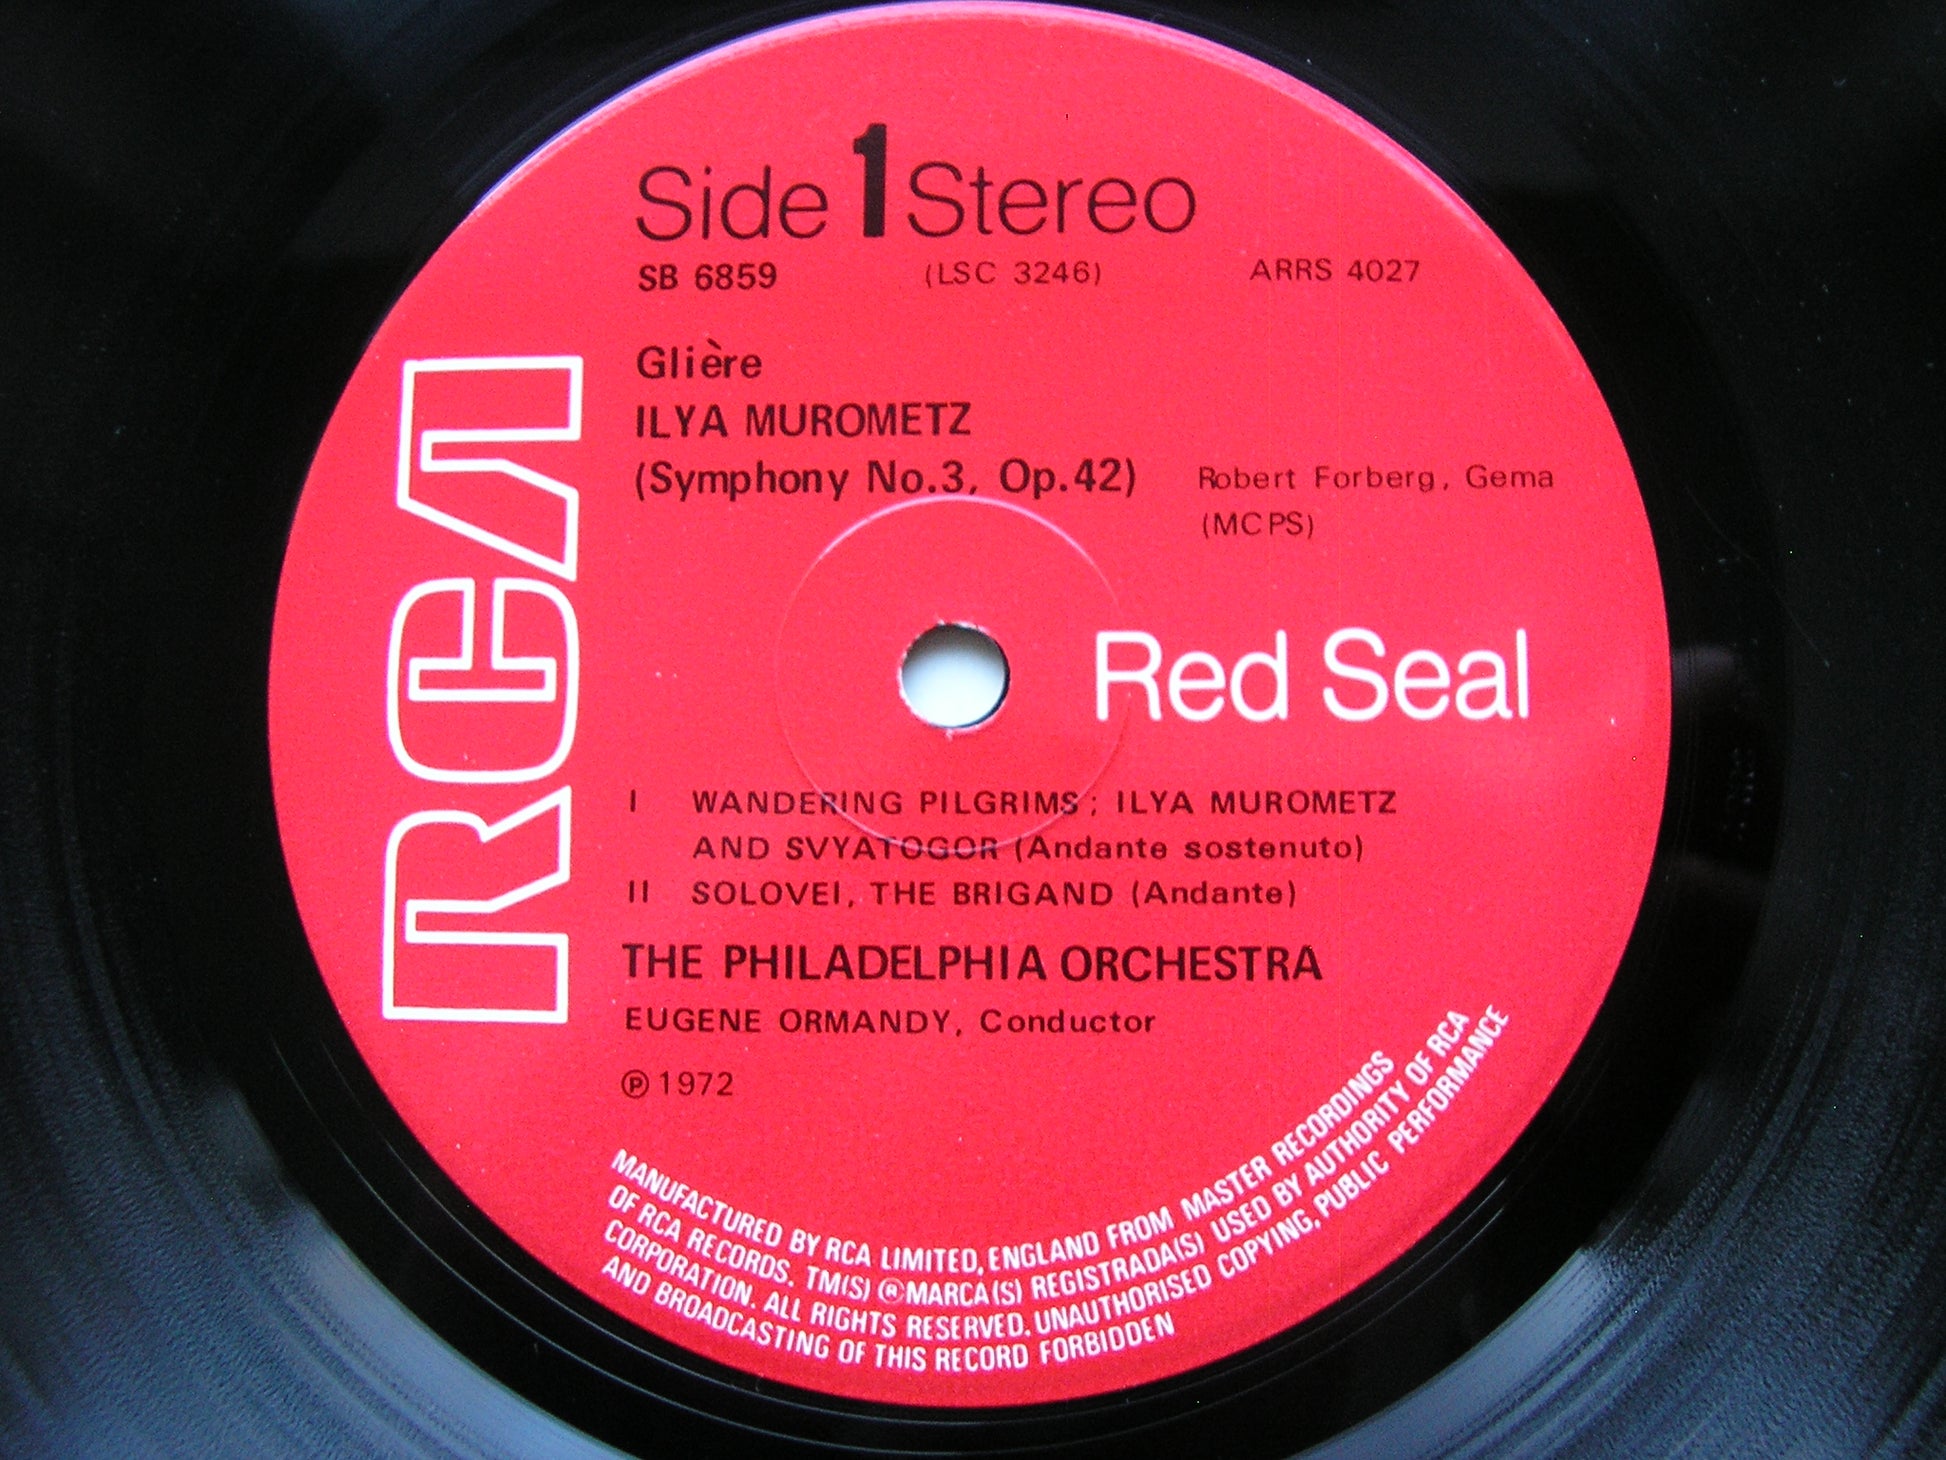 Side 1 Stereo
SB 6859 (LSC 3246) ARRS 4027
Glière
ILYA MUROMETZ
(Symphony No.3, Op.42) Robert Forberg, Gema
(MCPS)
RCA
Red Seal
I WANDERING PILGRIMS; ILYA MUROMETZ
AND SVYATOGOR (Andante sostenuto)
II SOLOVEI, THE BRIGAND (Andante)
THE PHILADELPHIA ORCHESTRA
EUGENE ORMANDY, Conductor
℗ 1972
MANUFACTURED BY RCA LIMITED, ENGLAND FROM MASTER RECORDINGS
OF RCA RECORDS. TM(S) ® MARCA(S) REGISTRADA(S) USED BY AUTHORITY OF RCA
CORPORATION. ALL RIGHTS RESERVED. UNAUTHORISED COPYING, PUBLIC PERFORMANCE
AND BROADCASTING OF THIS RECORD FORBIDDEN